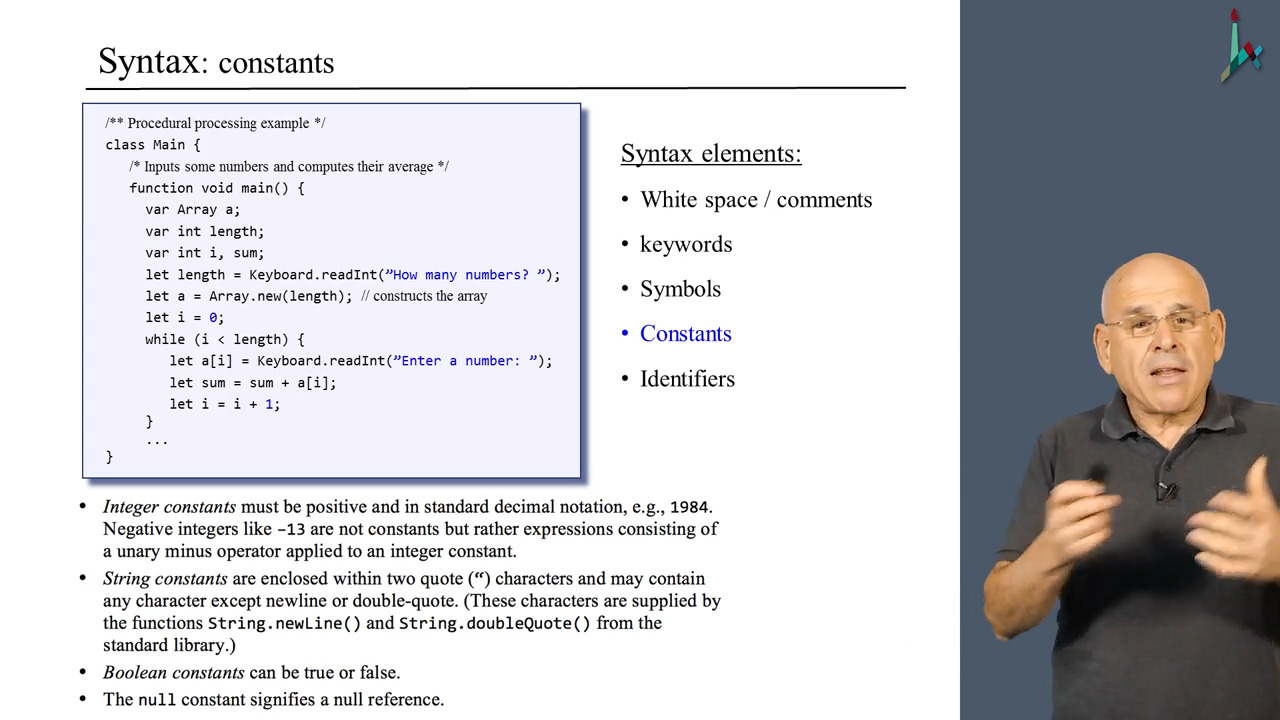 Syntax: constants
/** Procedural processing example */
class Main {
/* Inputs some numbers and computes their average */
function void main() {
var Array a;
var int length;
var int i, sum;
let length = Keyboard.readInt(”How many numbers? ”);
let a = Array.new(length); // constructs the array
let i = 0;
while (i < length) {
let a[i] = Keyboard.readInt(”Enter a number: ”);
let sum = sum + a[i];
let i = i + 1;
}
...
}
Syntax elements:
• White space / comments
• keywords
• Symbols
• Constants
• Identifiers
• Integer constants must be positive and in standard decimal notation, e.g., 1984.
Negative integers like –13 are not constants but rather expressions consisting of
a unary minus operator applied to an integer constant.
• String constants are enclosed within two quote (“) characters and may contain
any character except newline or double-quote. (These characters are supplied by
the functions String.newLine() and String.doubleQuote() from the
standard library.)
• Boolean constants can be true or false.
• The null constant signifies a null reference.